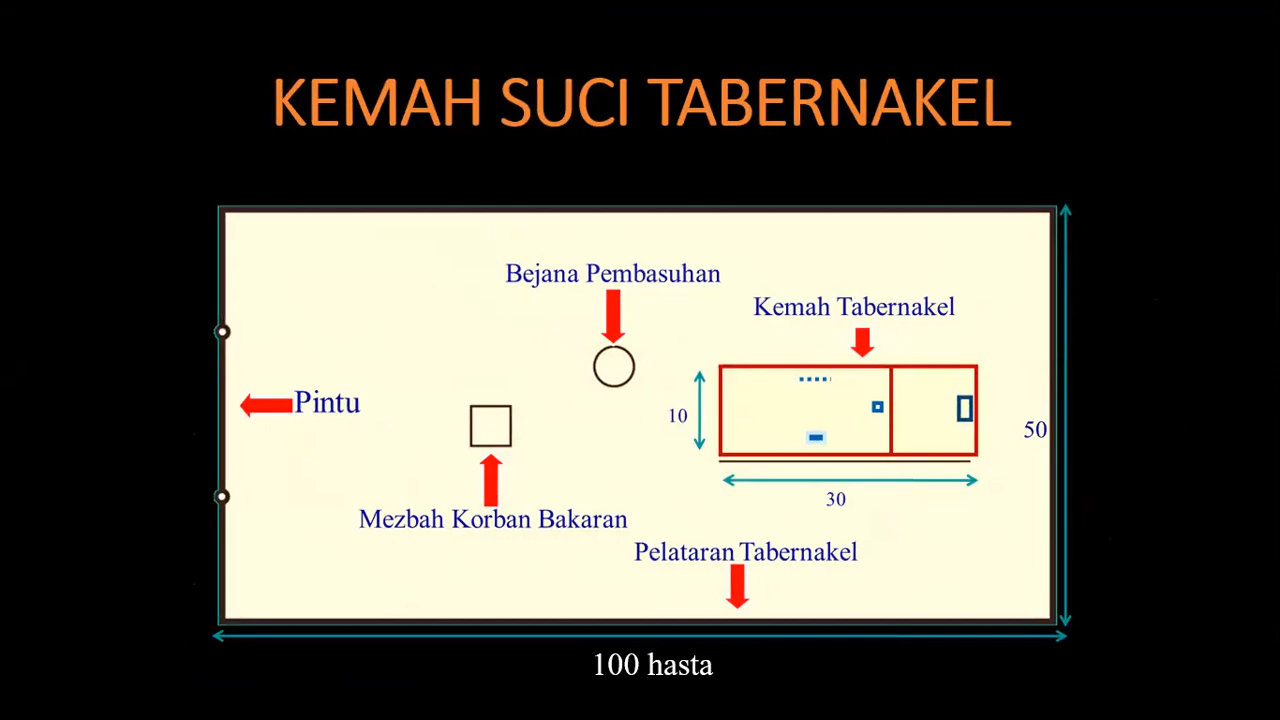 KEMAH SUCI TABERNAKEL
Bejana Pembasuhan
Kemah Tabernakel
Pintu
10
50
30
Mezbah Korban Bakaran
Pelataran Tabernakel
100 hasta